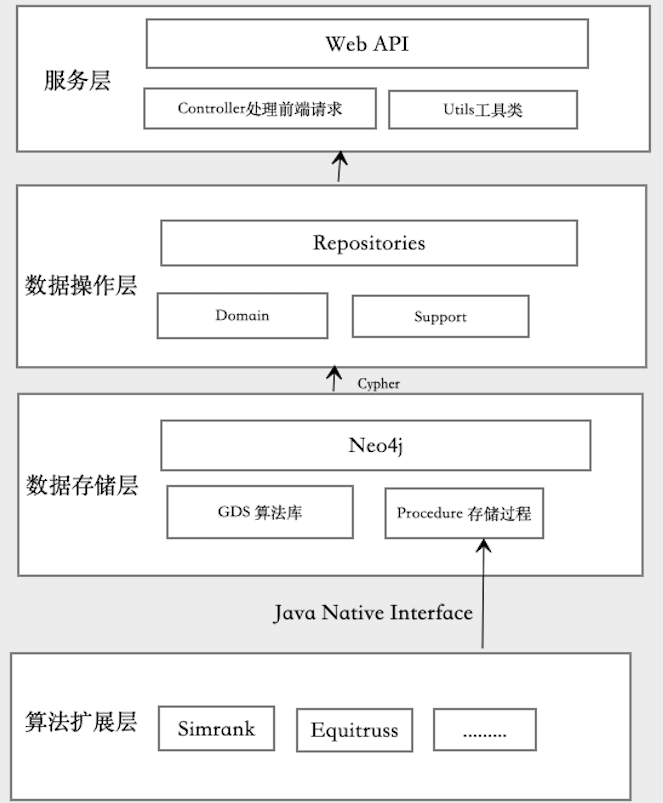 Web API
服务层
Controller处理前端请求
Utils工具类
Repositories
数据操作层
Domain
Support
Cypher
Neo4j
数据存储层
GDS 算法库
Procedure 存储过程
Java Native Interface
算法扩展层
Simrank
Equitruss
.........